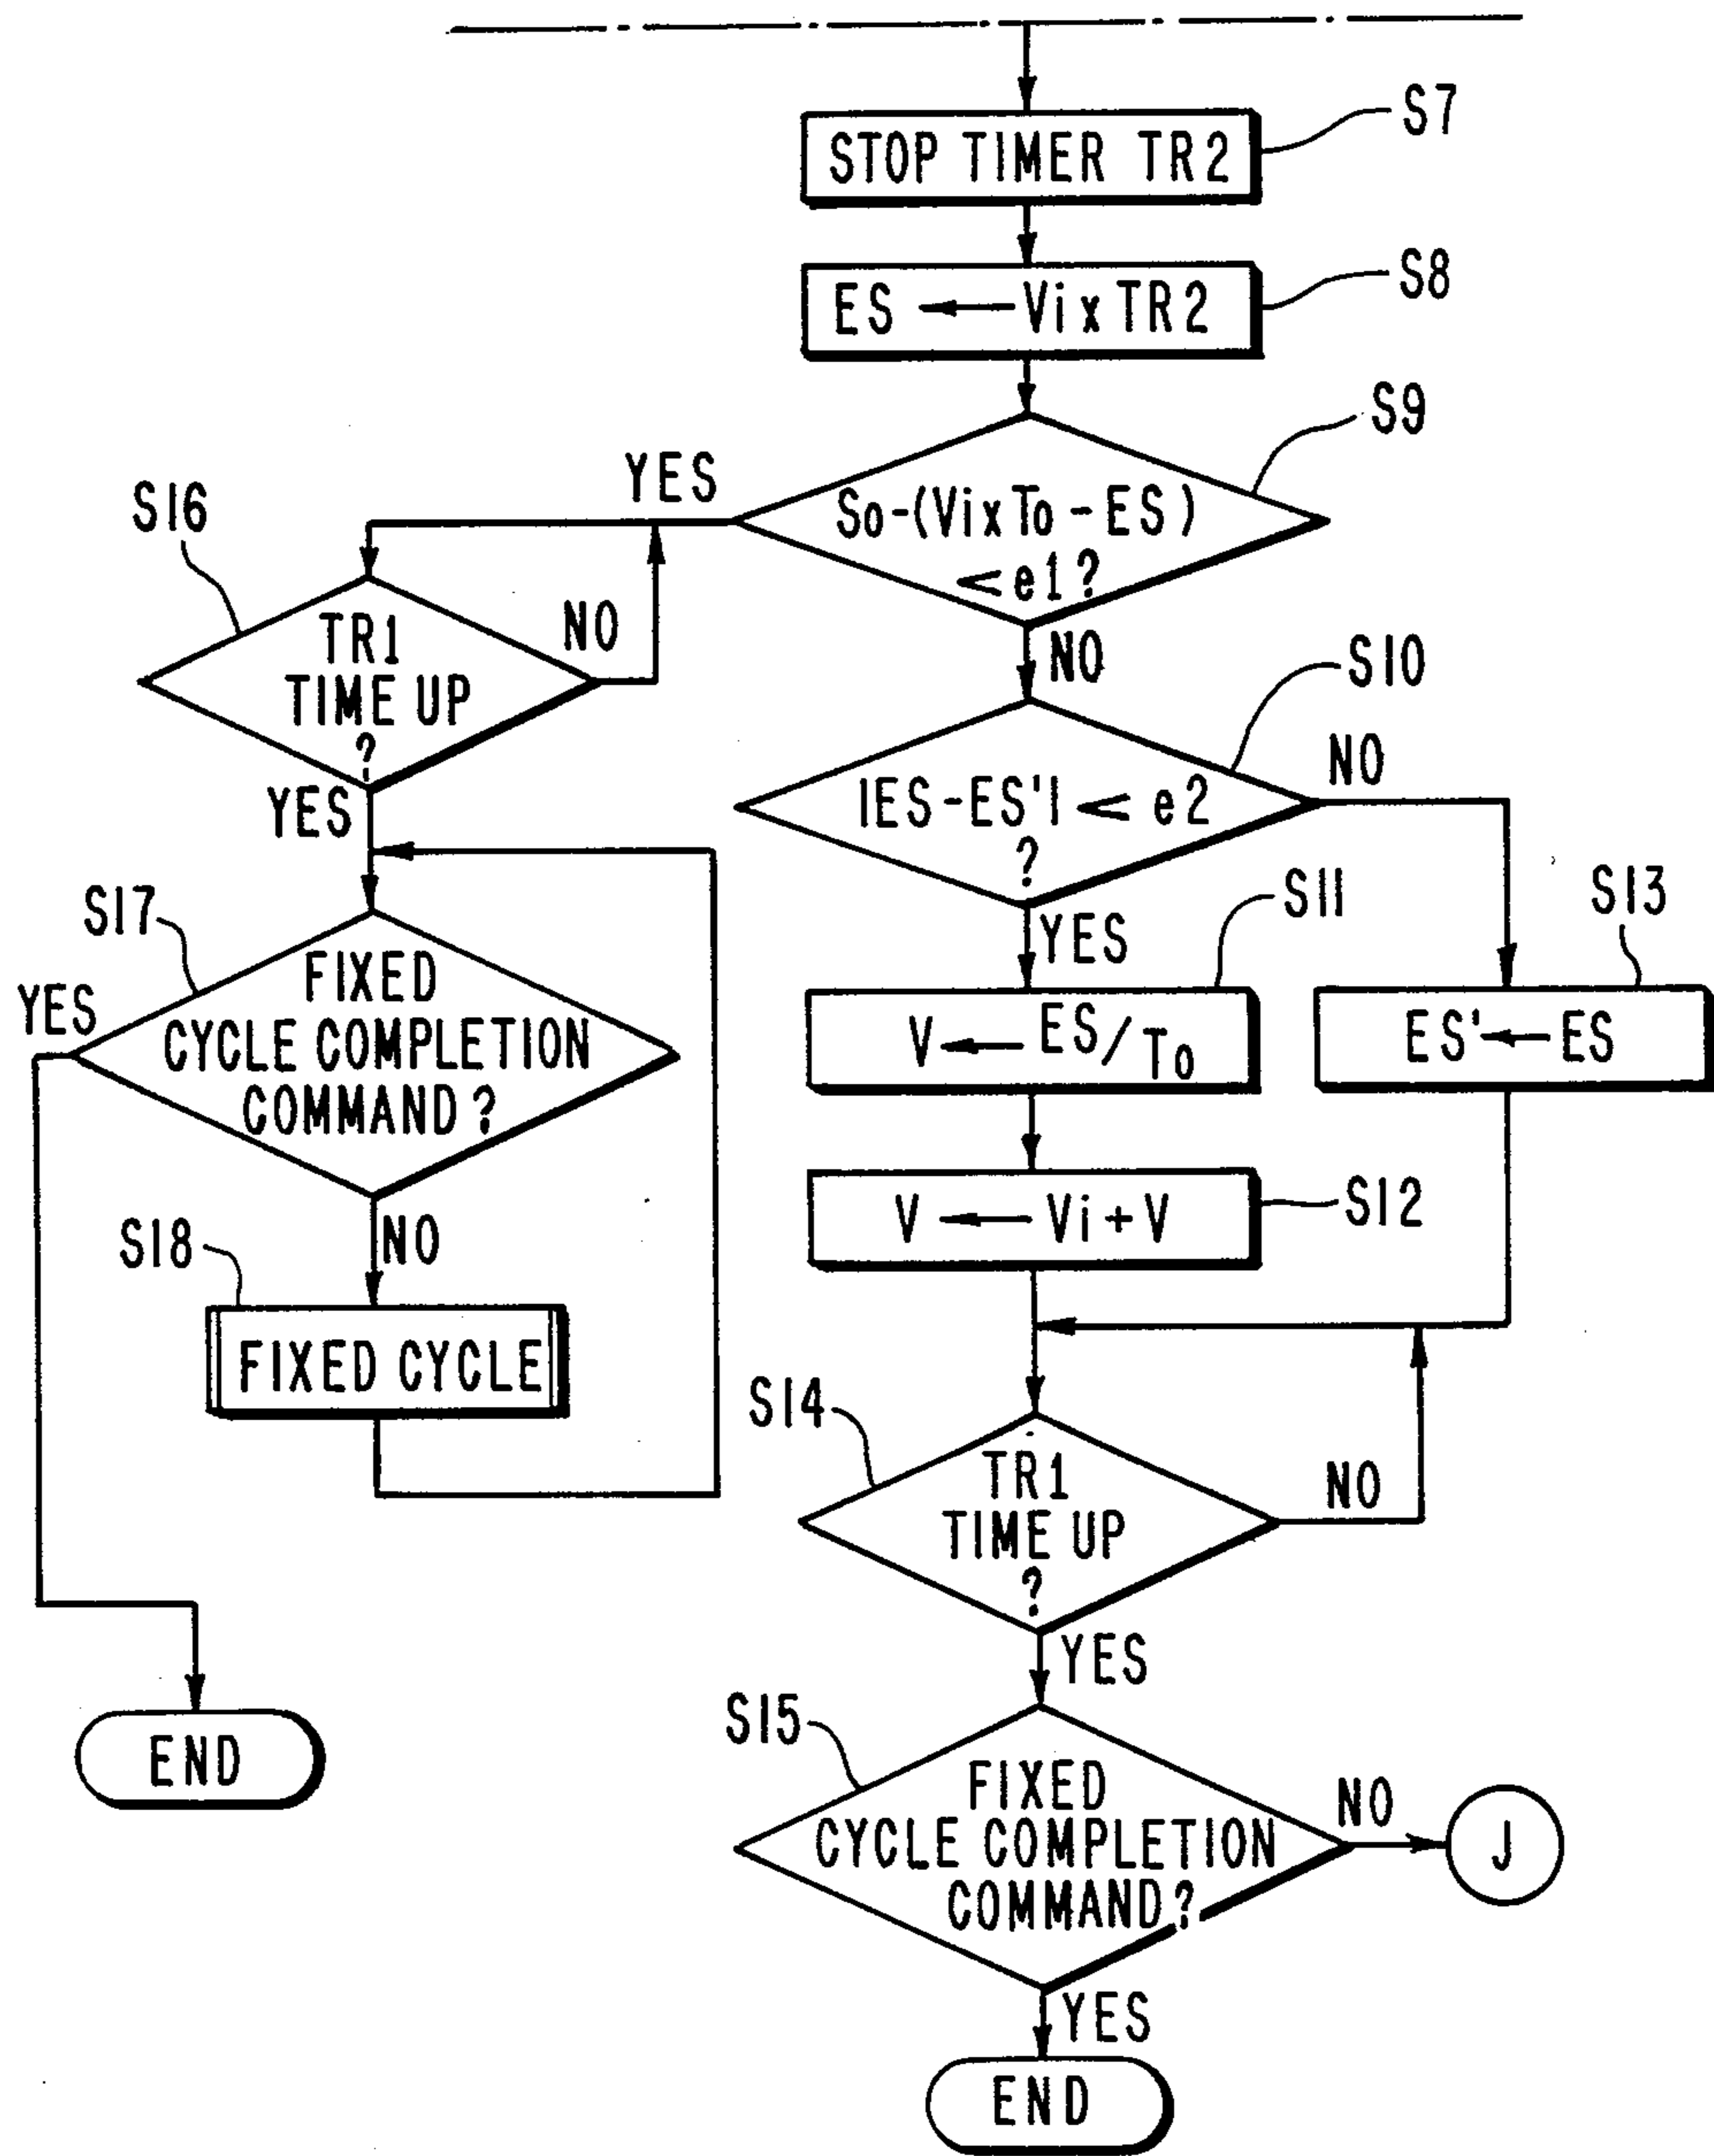 STOP TIMER TR2
S7
ES ← Vi x TR2
S8
S9
YES
So-(Vi x To - ES)
< e1?
S16
NO
TR1
TIME UP
?
NO
S10
YES
|ES-ES'| < e2
?
NO
S17
S11
S13
YES
FIXED
CYCLE COMPLETION
COMMAND?
YES
V ← ES/To
ES' ← ES
S18
NO
V ← Vi + V
S12
FIXED CYCLE
S14
TR1
TIME UP
?
NO
YES
END
S15
FIXED
CYCLE COMPLETION
COMMAND?
NO
J
YES
END